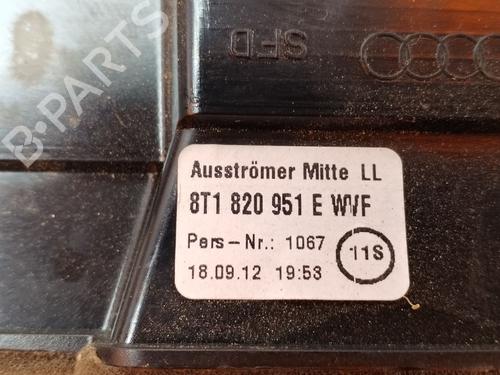 SFD
Ausströmer Mitte LL
8T1 820 951 E WVF
Pers-Nr.: 1067
11S
18.09.12 19:53
B-PARTS